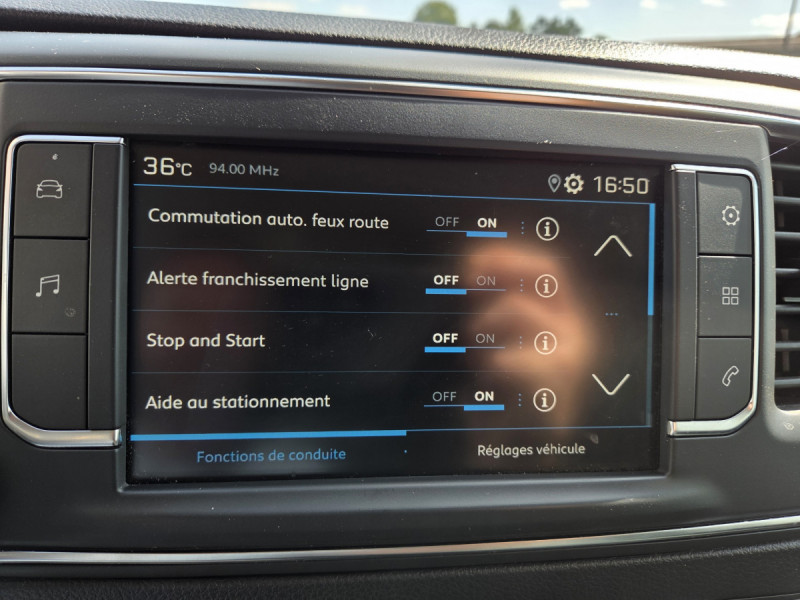 36°C 94.00 MHz 16:50
Commutation auto. feux route OFF ON i
Alerte franchissement ligne OFF ON i
Stop and Start OFF ON i
Aide au stationnement OFF ON i
Fonctions de conduite Réglages véhicule